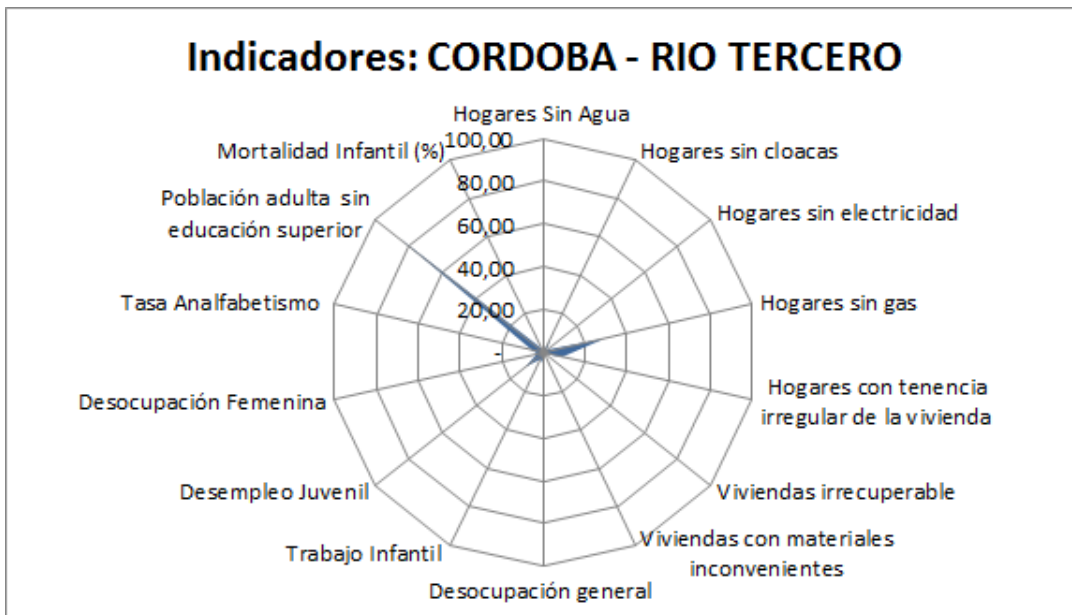 Indicadores: CORDOBA - RIO TERCERO
Hogares Sin Agua
Hogares sin cloacas
Hogares sin electricidad
Hogares sin gas
Hogares con tenencia
irregular de la vivienda
Viviendas irrecuperable
Viviendas con materiales
inconvenientes
Desocupación general
Trabajo Infantil
Desempleo Juvenil
Desocupación Femenina
Tasa Analfabetismo
Población adulta sin
educación superior
Mortalidad Infantil (%)
100,00
80,00
60,00
40,00
20,00
-